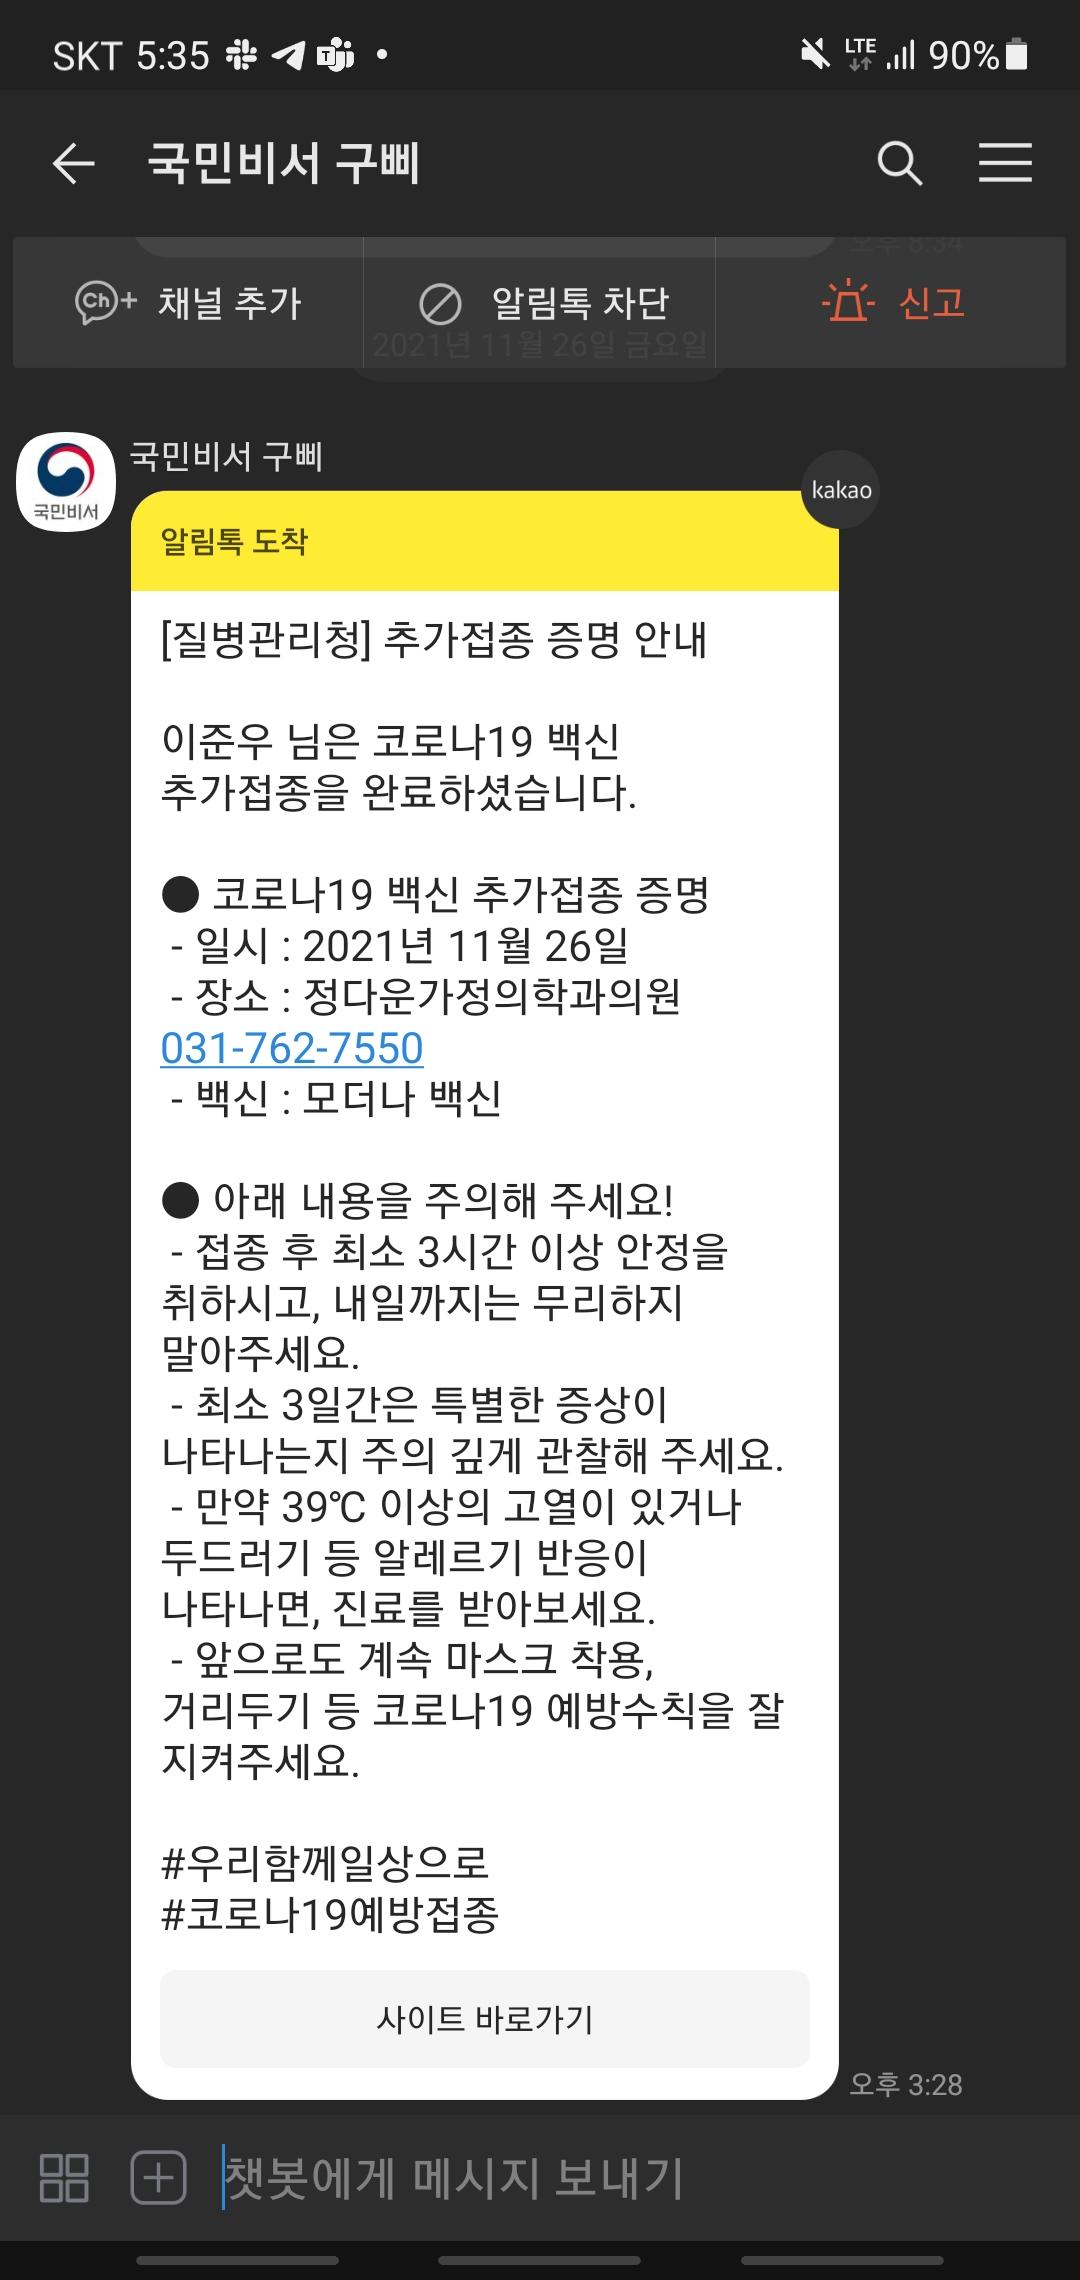 SKT 5:35
LTE 90%
국민비서 구삐
오후 8:34
Ch+ 채널 추가
알림톡 차단
신고
2021년 11월 26일 금요일
국민비서
국민비서 구삐
kakao
알림톡 도착
[질병관리청] 추가접종 증명 안내
이준우 님은 코로나19 백신
추가접종을 완료하셨습니다.
● 코로나19 백신 추가접종 증명
- 일시 : 2021년 11월 26일
- 장소 : 정다운가정의학과의원
031-762-7550
- 백신 : 모더나 백신
● 아래 내용을 주의해 주세요!
- 접종 후 최소 3시간 이상 안정을
취하시고, 내일까지는 무리하지
말아주세요.
- 최소 3일간은 특별한 증상이
나타나는지 주의 깊게 관찰해 주세요.
- 만약 39℃ 이상의 고열이 있거나
두드러기 등 알레르기 반응이
나타나면, 진료를 받아보세요.
- 앞으로도 계속 마스크 착용,
거리두기 등 코로나19 예방수칙을 잘
지켜주세요.
#우리함께일상으로
#코로나19예방접종
사이트 바로가기
오후 3:28
챗봇에게 메시지 보내기